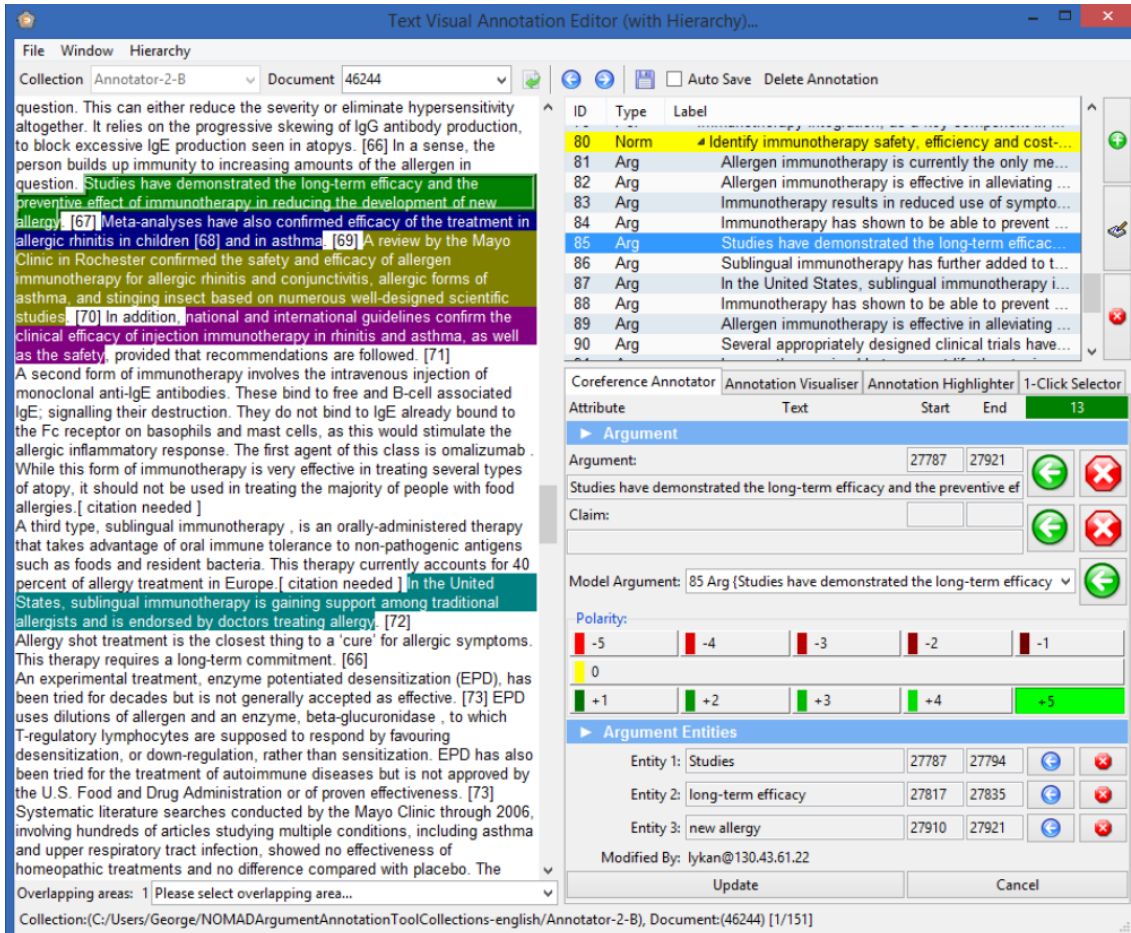 Text Visual Annotation Editor (with Hierarchy)...
File Window Hierarchy
Collection Annotator-2-B Document 46244 Auto Save Delete Annotation
question. This can either reduce the severity or eliminate hypersensitivity
altogether. It relies on the progressive skewing of IgG antibody production,
to block excessive IgE production seen in atopys. [66] In a sense, the
person builds up immunity to increasing amounts of the allergen in
question. Studies have demonstrated the long-term efficacy and the
preventive effect of immunotherapy in reducing the development of new
allergy. [67] Meta-analyses have also confirmed efficacy of the treatment in
allergic rhinitis in children [68] and in asthma. [69] A review by the Mayo
Clinic in Rochester confirmed the safety and efficacy of allergen
immunotherapy for allergic rhinitis and conjunctivitis, allergic forms of
asthma, and stinging insect based on numerous well-designed scientific
studies. [70] In addition, national and international guidelines confirm the
clinical efficacy of injection immunotherapy in rhinitis and asthma, as well
as the safety, provided that recommendations are followed. [71]
A second form of immunotherapy involves the intravenous injection of
monoclonal anti-IgE antibodies. These bind to free and B-cell associated
IgE; signalling their destruction. They do not bind to IgE already bound to
the Fc receptor on basophils and mast cells, as this would stimulate the
allergic inflammatory response. The first agent of this class is omalizumab .
While this form of immunotherapy is very effective in treating several types
of atopy, it should not be used in treating the majority of people with food
allergies.[ citation needed ]
A third type, sublingual immunotherapy , is an orally-administered therapy
that takes advantage of oral immune tolerance to non-pathogenic antigens
such as foods and resident bacteria. This therapy currently accounts for 40
percent of allergy treatment in Europe.[ citation needed ] In the United
States, sublingual immunotherapy is gaining support among traditional
allergists and is endorsed by doctors treating allergy. [72]
Allergy shot treatment is the closest thing to a 'cure' for allergic symptoms.
This therapy requires a long-term commitment. [66]
An experimental treatment, enzyme potentiated desensitization (EPD), has
been tried for decades but is not generally accepted as effective. [73] EPD
uses dilutions of allergen and an enzyme, beta-glucuronidase , to which
T-regulatory lymphocytes are supposed to respond by favouring
desensitization, or down-regulation, rather than sensitization. EPD has also
been tried for the treatment of autoimmune diseases but is not approved by
the U.S. Food and Drug Administration or of proven effectiveness. [73]
Systematic literature searches conducted by the Mayo Clinic through 2006,
involving hundreds of articles studying multiple conditions, including asthma
and upper respiratory tract infection, showed no effectiveness of
homeopathic treatments and no difference compared with placebo. The
Overlapping areas: 1 Please select overlapping area...
ID Type Label
80 Norm Identify immunotherapy safety, efficiency and cost-...
81 Arg Allergen immunotherapy is currently the only me...
82 Arg Allergen immunotherapy is effective in alleviating ...
83 Arg Immunotherapy results in reduced use of sympto...
84 Arg Immunotherapy has shown to be able to prevent ...
85 Arg Studies have demonstrated the long-term efficac...
86 Arg Sublingual immunotherapy has further added to t...
87 Arg In the United States, sublingual immunotherapy i...
88 Arg Immunotherapy has shown to be able to prevent ...
89 Arg Allergen immunotherapy is effective in alleviating ...
90 Arg Several appropriately designed clinical trials have...
Coreference Annotator Annotation Visualiser Annotation Highlighter 1-Click Selector
Attribute Text Start End 13
Argument
Argument: 27787 27921
Studies have demonstrated the long-term efficacy and the preventive ef
Claim:
Model Argument: 85 Arg {Studies have demonstrated the long-term efficacy
Polarity:
-5 -4 -3 -2 -1
0
+1 +2 +3 +4 +5
Argument Entities
Entity 1: Studies 27787 27794
Entity 2: long-term efficacy 27817 27835
Entity 3: new allergy 27910 27921
Modified By: lykan@130.43.61.22
Update Cancel
Collection:(C:/Users/George/NOMADArgumentAnnotationToolCollections-english/Annotator-2-B), Document:(46244) [1/151]